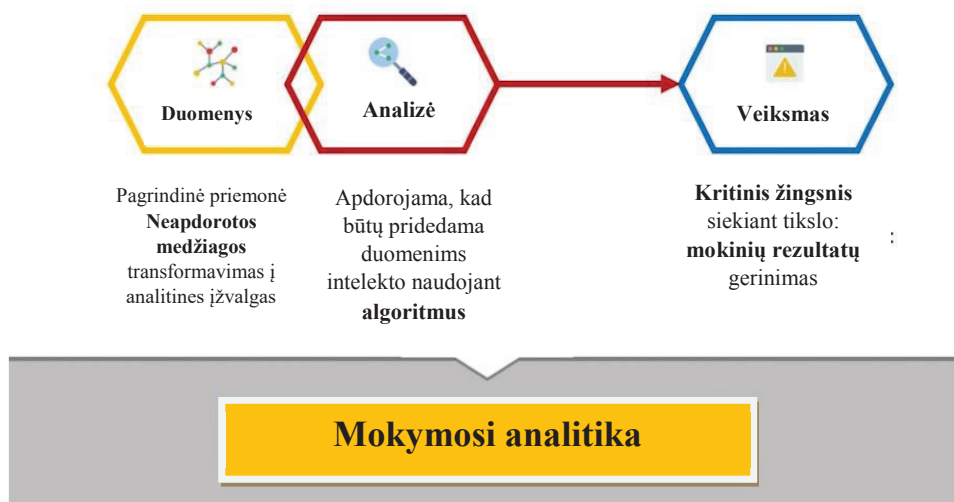 Duomenys
Analizė
Veiksmas
Pagrindinė priemonė
Neapdorotos
medžiagos
transformavimas į
analitines įžvalgas
Apdorojama, kad
būtų pridedama
duomenims
intelekto naudojant
algoritmus
Kritinis žingsnis
siekiant tikslo:
mokinių rezultatų
gerinimas
:
Mokymosi analitika